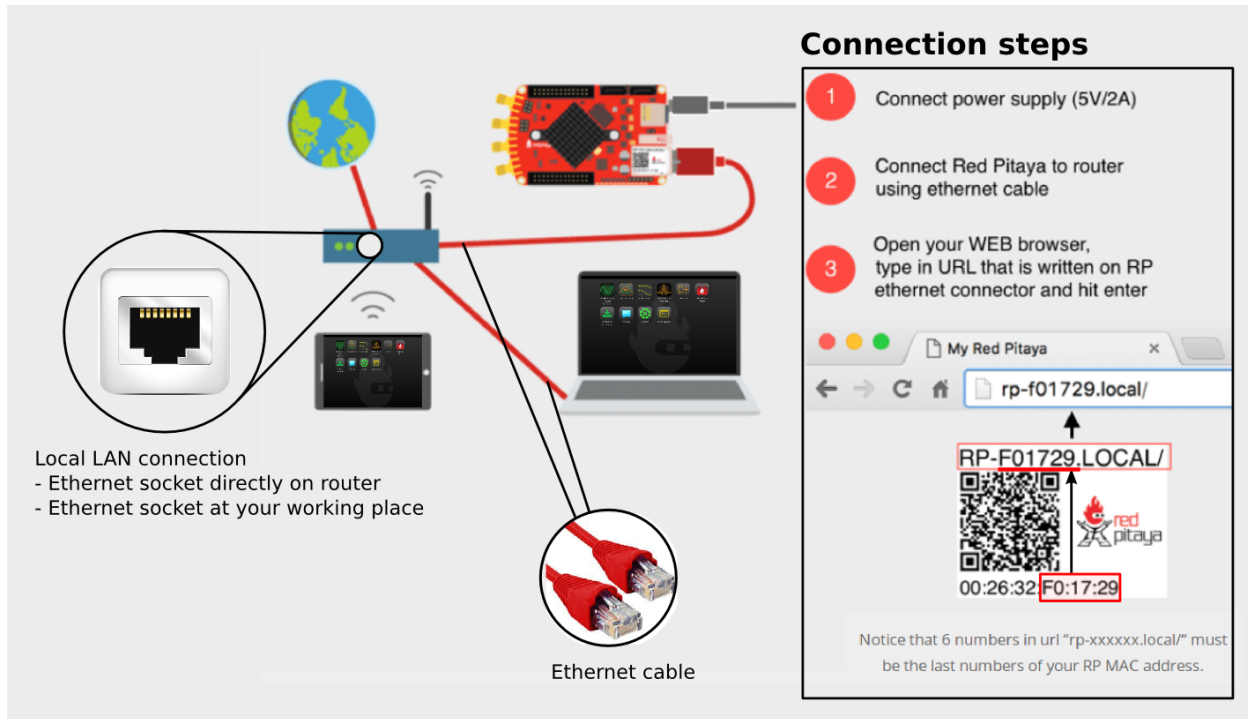 Connection steps
1
Connect power supply (5V/2A)
2
Connect Red Pitaya to router
using ethernet cable
3
Open your WEB browser,
type in URL that is written on RP
ethernet connector and hit enter
My Red Pitaya
rp-f01729.local/
RP-F01729.LOCAL/
red
pitaya
00:26:32:F0:17:29
Notice that 6 numbers in url "rp-xxxxxx.local/" must
be the last numbers of your RP MAC address.
Local LAN connection
- Ethernet socket directly on router
- Ethernet socket at your working place
Ethernet cable